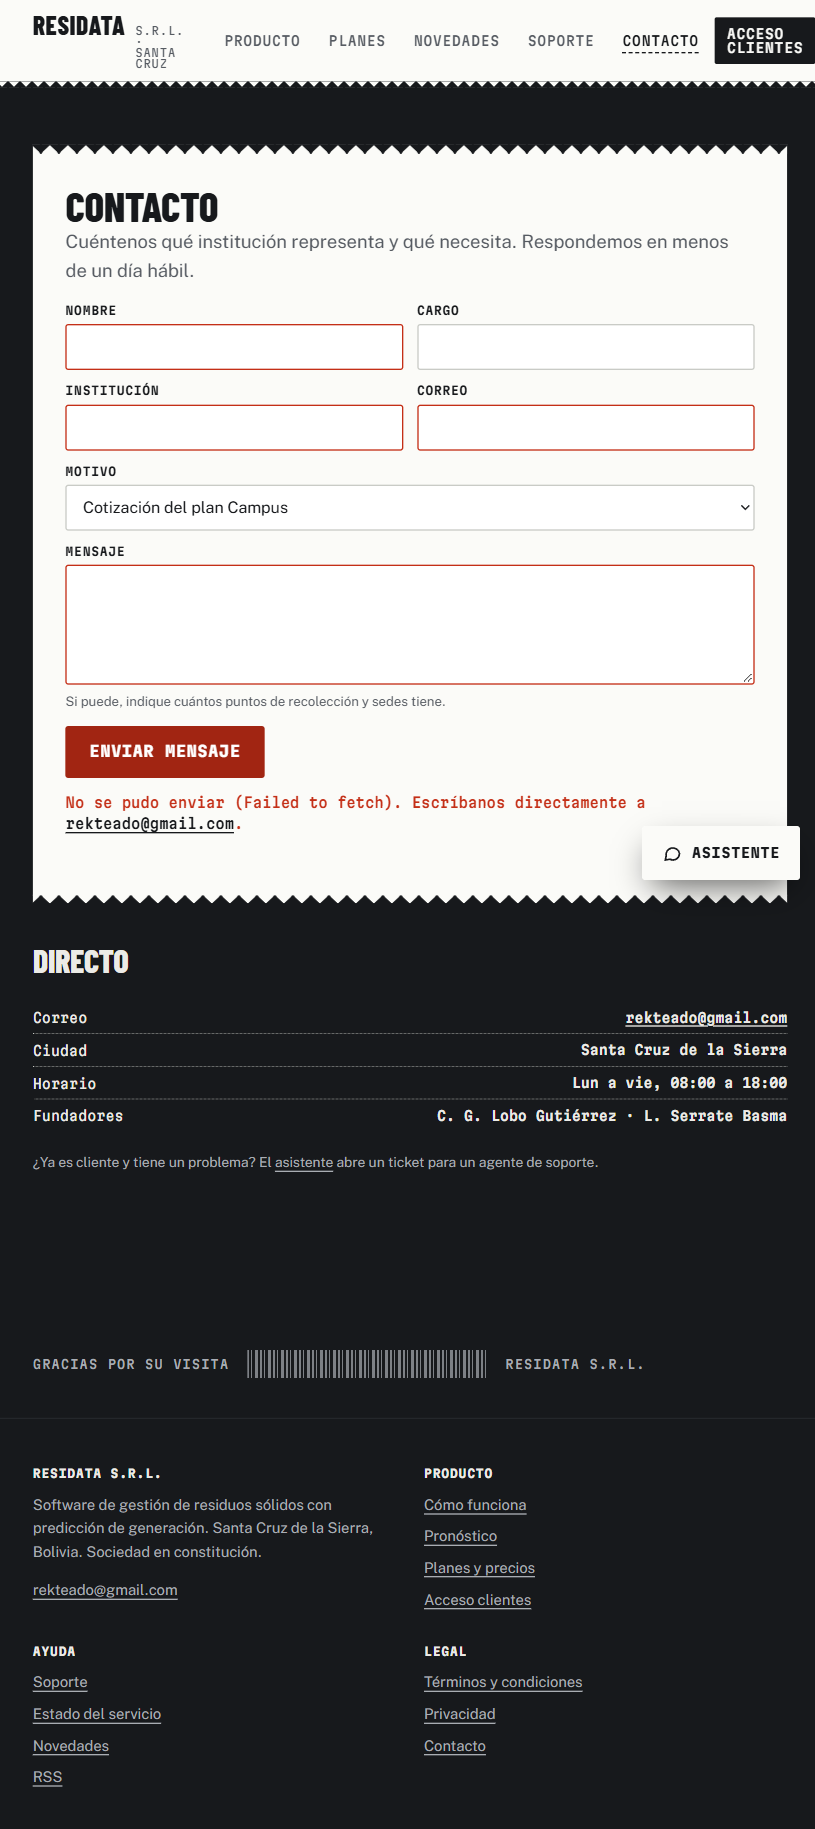 RESIDATA
S.R.L.
·
SANTA
CRUZ
PRODUCTO
PLANES
NOVEDADES
SOPORTE
CONTACTO
ACCESO
CLIENTES
CONTACTO
Cuéntenos qué institución representa y qué necesita. Respondemos en menos
de un día hábil.
NOMBRE
CARGO
INSTITUCIÓN
CORREO
MOTIVO
Cotización del plan Campus
MENSAJE
Si puede, indique cuántos puntos de recolección y sedes tiene.
ENVIAR MENSAJE
No se pudo enviar (Failed to fetch). Escríbanos directamente a
rekteado@gmail.com.
ASISTENTE
DIRECTO
Correo rekteado@gmail.com
Ciudad Santa Cruz de la Sierra
Horario Lun a vie, 08:00 a 18:00
Fundadores C. G. Lobo Gutiérrez · L. Serrate Basma
¿Ya es cliente y tiene un problema? El asistente abre un ticket para un agente de soporte.
GRACIAS POR SU VISITA
RESIDATA S.R.L.
RESIDATA S.R.L.
Software de gestión de residuos sólidos con
predicción de generación. Santa Cruz de la Sierra,
Bolivia. Sociedad en constitución.
rekteado@gmail.com
PRODUCTO
Cómo funciona
Pronóstico
Planes y precios
Acceso clientes
AYUDA
Soporte
Estado del servicio
Novedades
RSS
LEGAL
Términos y condiciones
Privacidad
Contacto